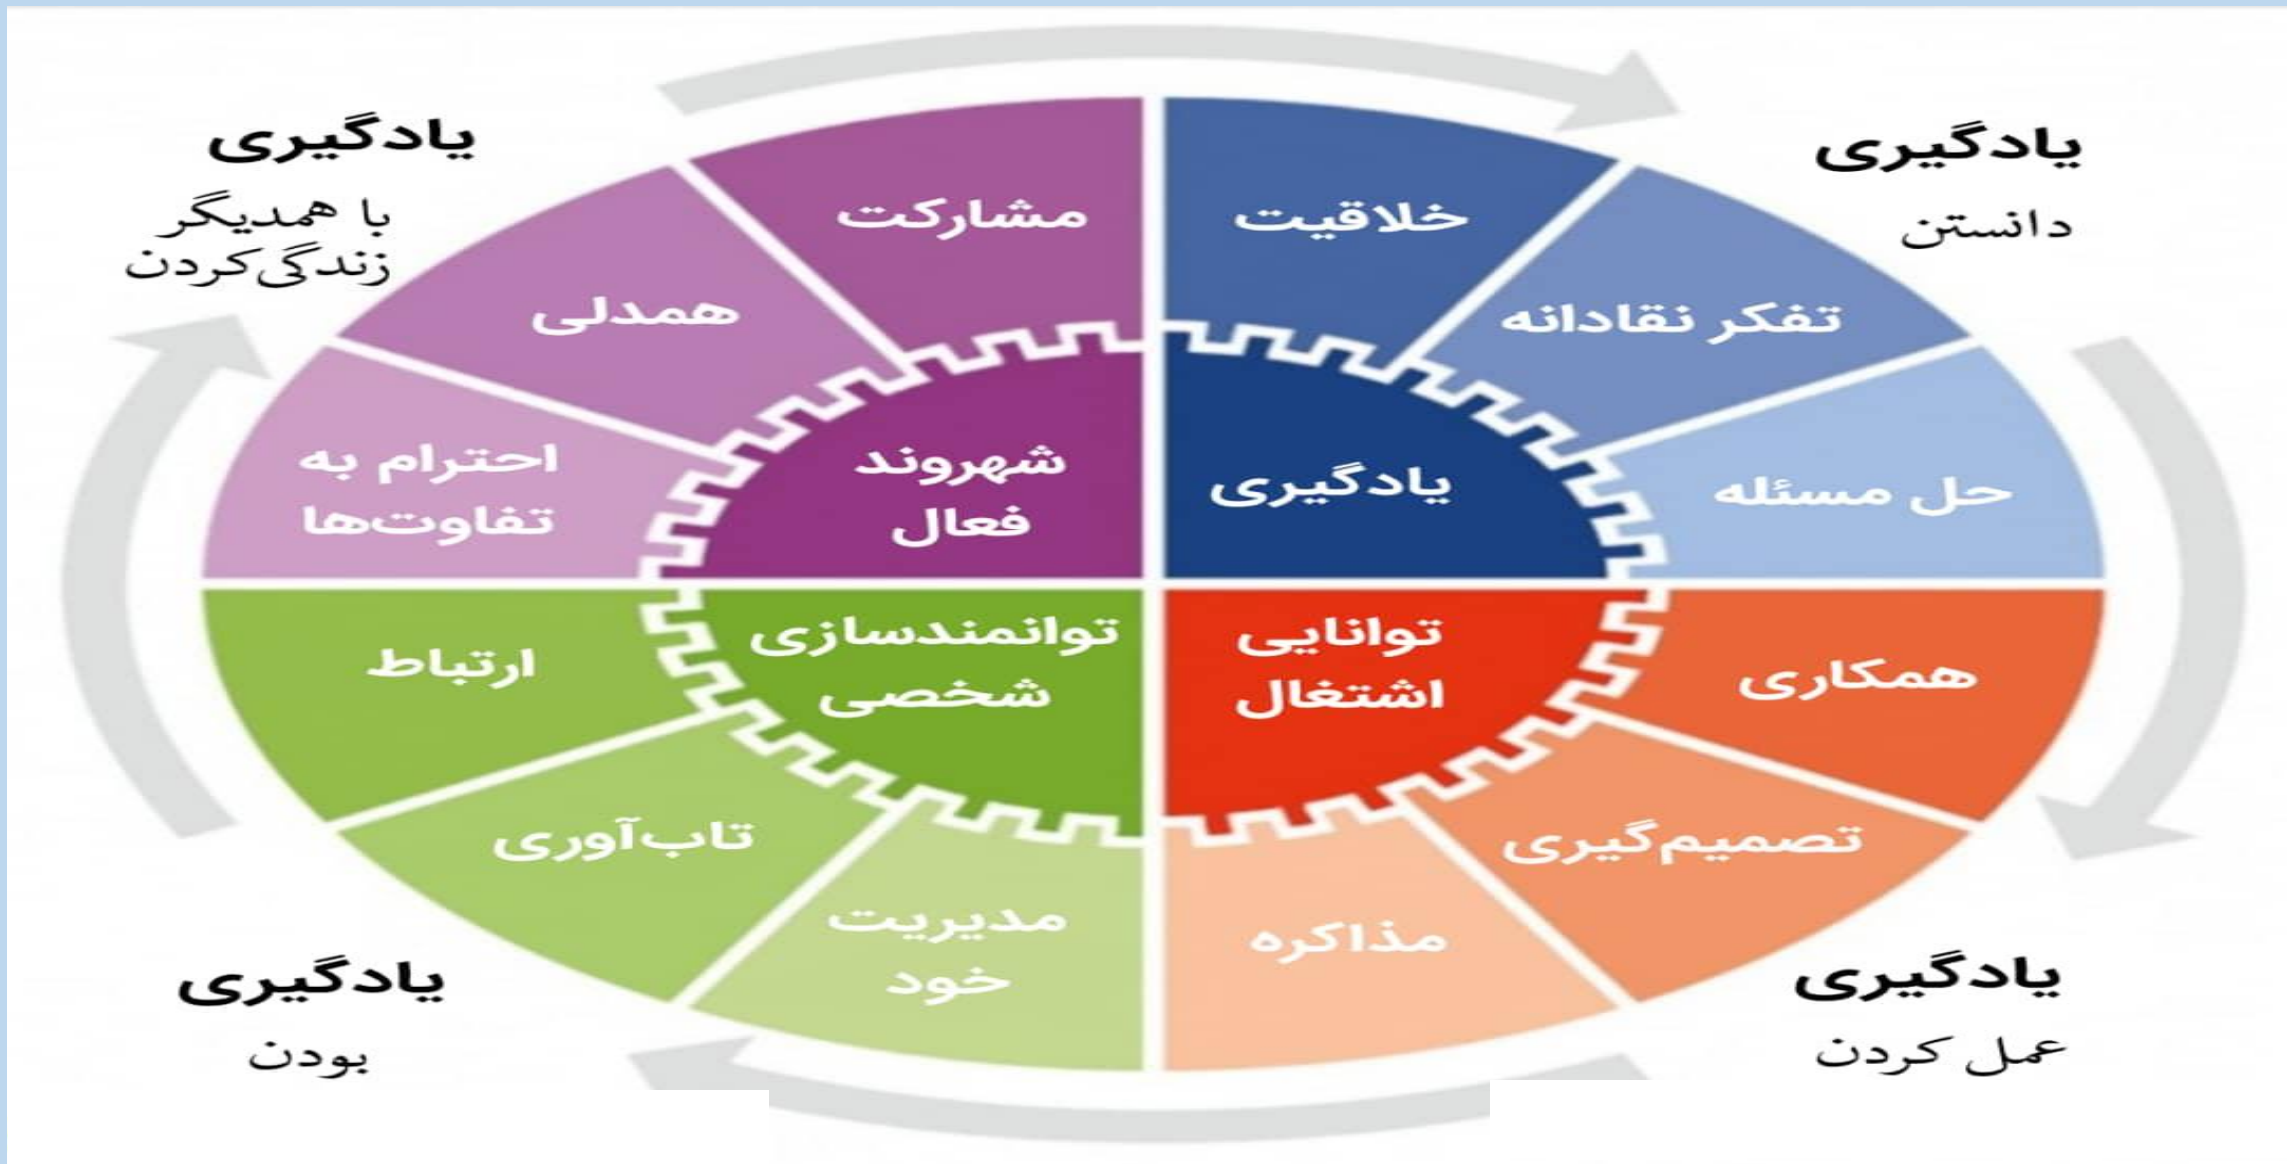 یادگیری
دانستن
خلاقیت
تفکر نقادانه
حل مسئله
یادگیری
همکاری
تصمیم‌گیری
مذاکره
توانایی
اشتغال
یادگیری
عمل کردن
مدیریت
خود
تاب‌آوری
ارتباط
توانمندسازی
شخصی
یادگیری
بودن
احترام به
تفاوت‌ها
همدلی
مشارکت
شهروند
فعال
یادگیری
با همدیگر
زندگی‌کردن